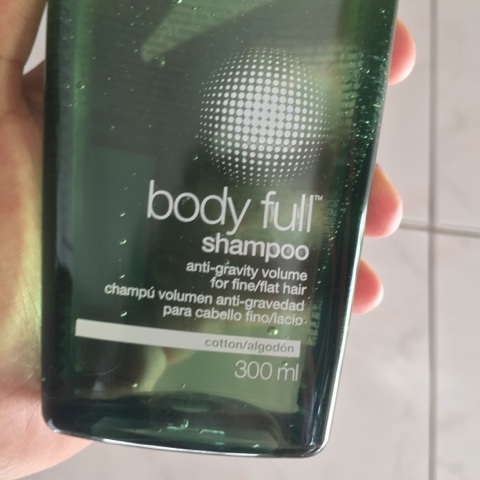 body full™
shampoo
anti-gravity volume
for fine/flat hair
champú volumen anti-gravedad
para cabello fino/lacio
cotton/algodón
300 ml